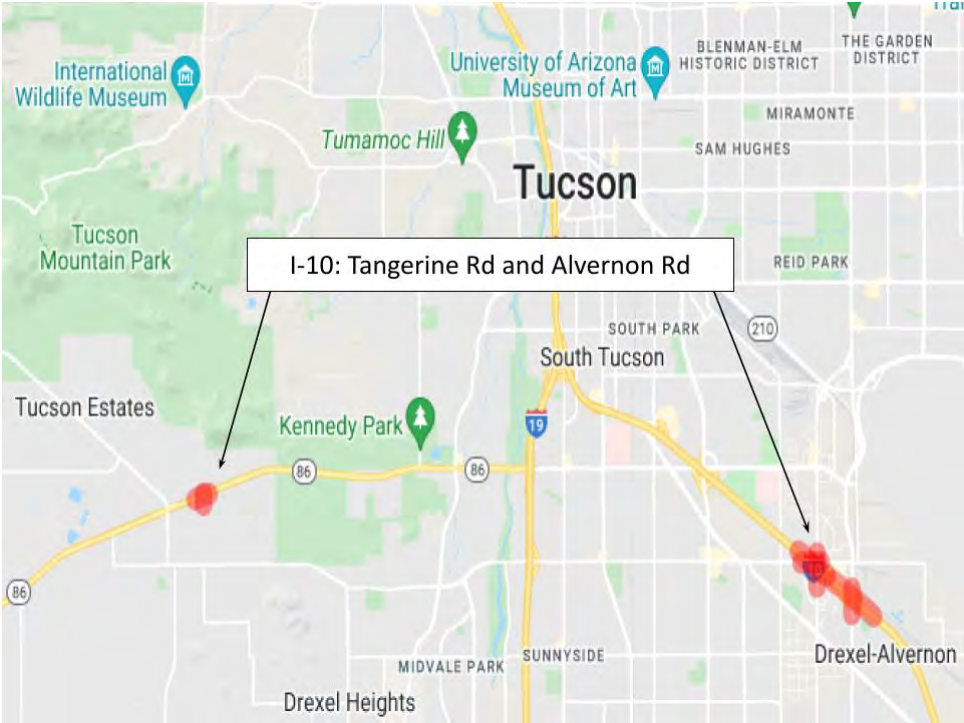 BLENMAN-ELM
HISTORIC DISTRICT
THE GARDEN
DISTRICT
International
Wildlife Museum
University of Arizona
Museum of Art
MIRAMONTE
Tumamoc Hill
SAM HUGHES
Tucson
Tucson
Mountain Park
I-10: Tangerine Rd and Alvernon Rd
REID PARK
SOUTH PARK
210
South Tucson
Tucson Estates
Kennedy Park
19
86
86
10
86
Drexel-Alvernon
MIDVALE PARK
SUNNYSIDE
Drexel Heights